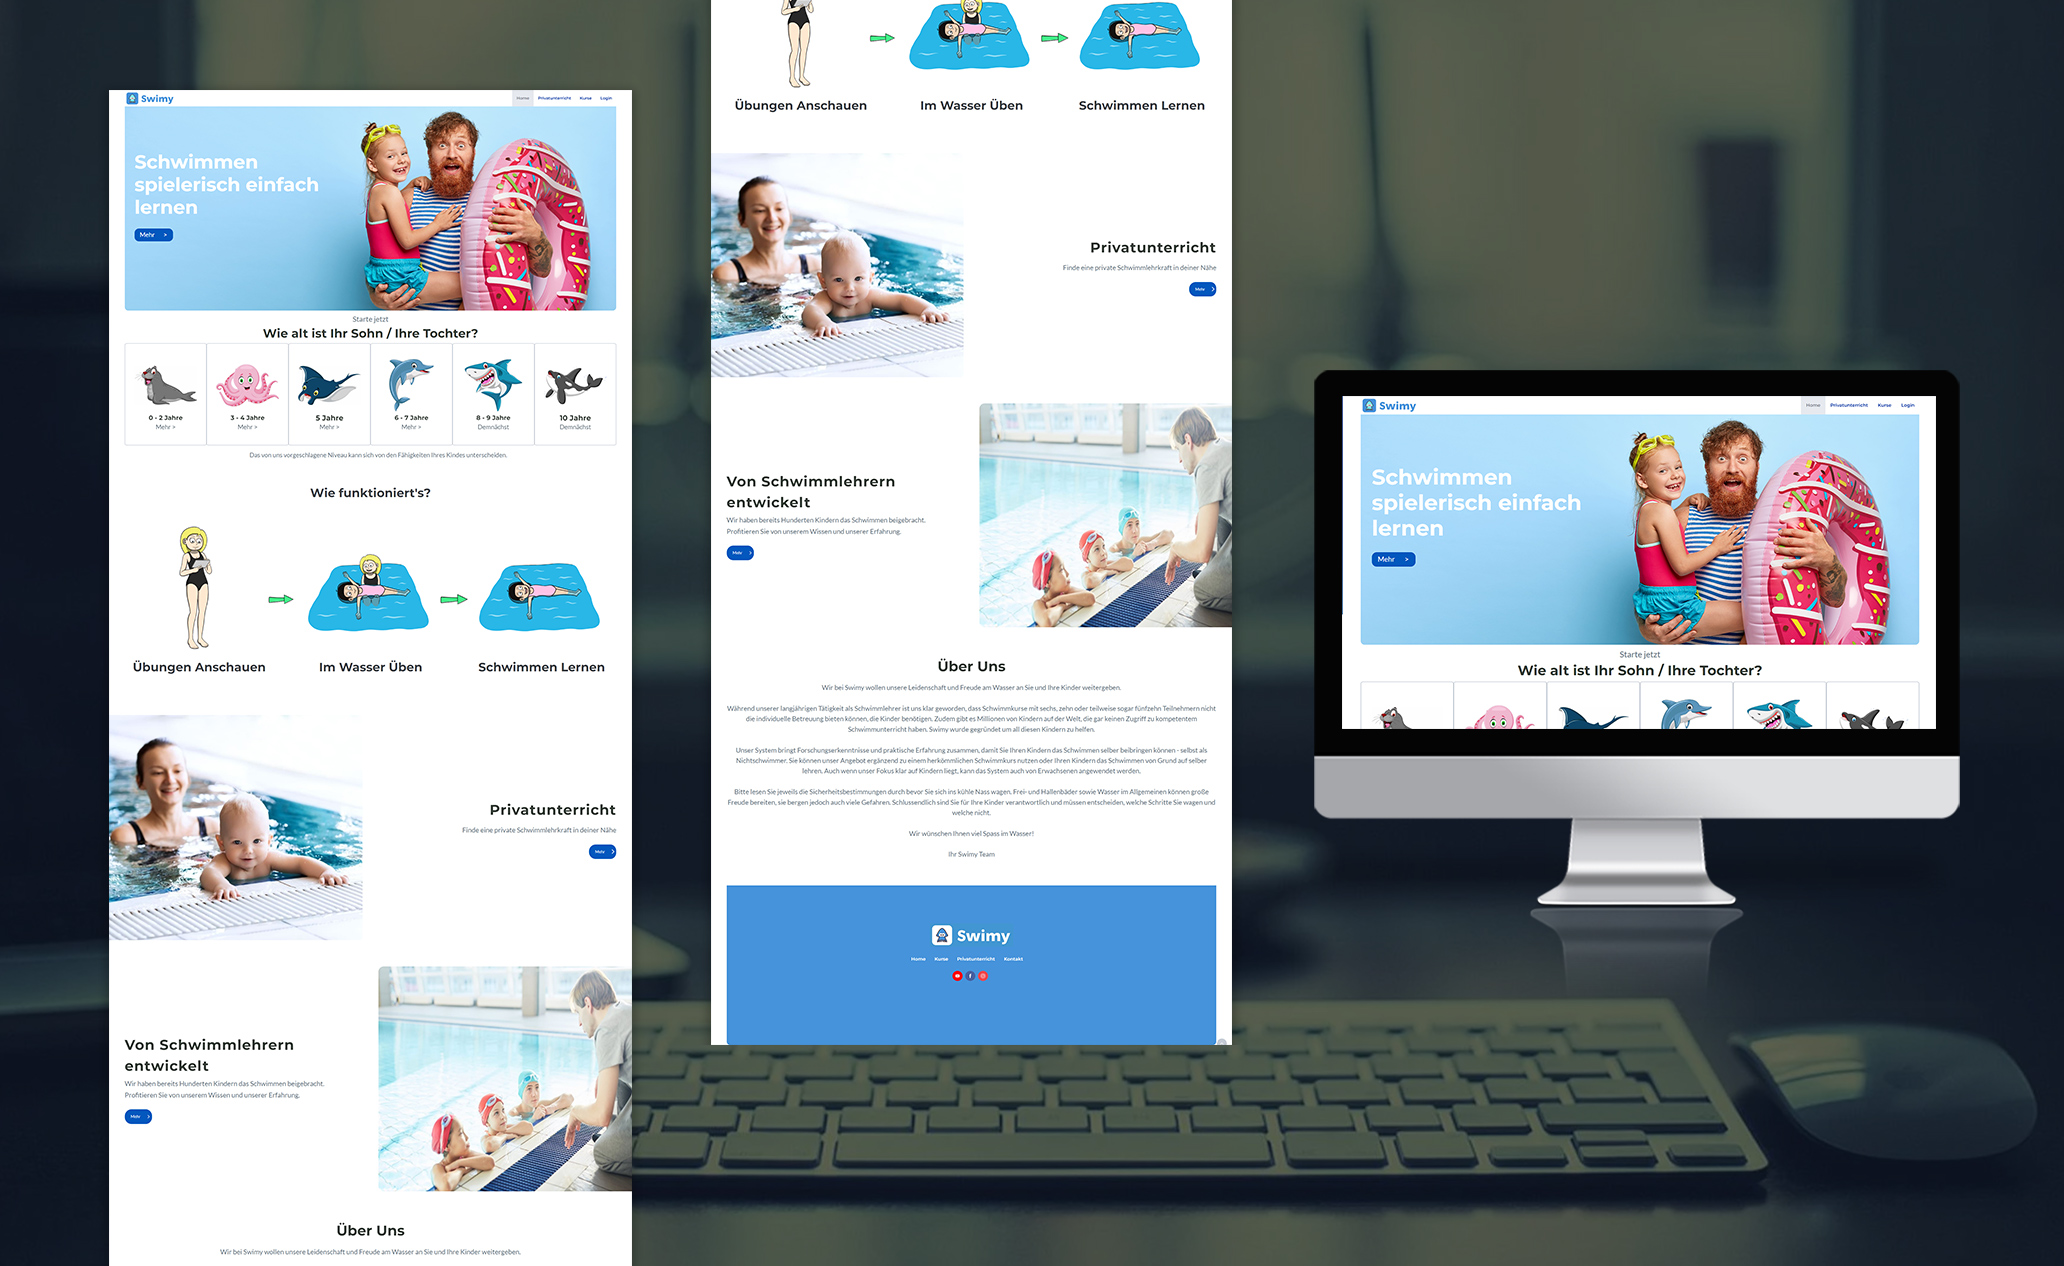 Swimy
Home Privatunterricht Kurse Login
Schwimmen
spielerisch einfach
lernen
Mehr >
Starte jetzt
Wie alt ist Ihr Sohn / Ihre Tochter?
0 - 2 Jahre 3 - 4 Jahre 5 Jahre 6 - 7 Jahre 8 - 9 Jahre 10 Jahre
Mehr > Mehr > Mehr > Mehr > Demnächst Demnächst
Das von uns vorgeschlagene Niveau kann sich von den Fähigkeiten Ihres Kindes unterscheiden.
Wie funktioniert's?
Übungen Anschauen Im Wasser Üben Schwimmen Lernen
Privatunterricht
Finde eine private Schwimmlehrkraft in deiner Nähe
Mehr >
Von Schwimmlehrern
entwickelt
Wir haben bereits Hunderten Kindern das Schwimmen beigebracht.
Profitieren Sie von unserem Wissen und unserer Erfahrung.
Mehr >
Über Uns
Wir bei Swimy wollen unsere Leidenschaft und Freude am Wasser an Sie und Ihre Kinder weitergeben.
Übungen Anschauen Im Wasser Üben Schwimmen Lernen
Privatunterricht
Finde eine private Schwimmlehrkraft in deiner Nähe
Mehr >
Von Schwimmlehrern
entwickelt
Wir haben bereits Hunderten Kindern das Schwimmen beigebracht.
Profitieren Sie von unserem Wissen und unserer Erfahrung.
Mehr >
Über Uns
Wir bei Swimy wollen unsere Leidenschaft und Freude am Wasser an Sie und Ihre Kinder weitergeben.
Während unserer langjährigen Tätigkeit als Schwimmlehrer ist uns klar geworden, dass Schwimmkurse mit sechs, zehn oder teilweise sogar fünfzehn Teilnehmern nicht
die individuelle Betreuung bieten können, die Kinder benötigen. Zudem gibt es Millionen von Kindern auf der Welt, die gar keinen Zugriff zu kompetentem
Schwimmunterricht haben. Swimy wurde gegründet um all diesen Kindern zu helfen.
Unser System bringt Forschungserkenntnisse und praktische Erfahrung zusammen, damit Sie Ihren Kindern das Schwimmen selber beibringen können - selbst als
Nichtschwimmer. Sie können unser Angebot ergänzend zu einem herkömmlichen Schwimmkurs nutzen oder Ihren Kindern das Schwimmen von Grund auf selber
lehren. Auch wenn unser Fokus klar auf Kindern liegt, kann das System auch von Erwachsenen angewendet werden.
Bitte lesen Sie jeweils die Sicherheitsbestimmungen durch bevor Sie sich ins kühle Nass wagen. Frei- und Hallenbäder sowie Wasser im Allgemeinen können große
Freude bereiten, sie bergen jedoch auch viele Gefahren. Schlussendlich sind Sie für Ihre Kinder verantwortlich und müssen entscheiden, welche Schritte Sie wagen und
welche nicht.
Wir wünschen Ihnen viel Spass im Wasser!
Ihr Swimy Team
Swimy
Home Kurse Privatunterricht Kontakt
Swimy
Home Privatunterricht Kurse Login
Schwimmen
spielerisch einfach
lernen
Mehr >
Starte jetzt
Wie alt ist Ihr Sohn / Ihre Tochter?